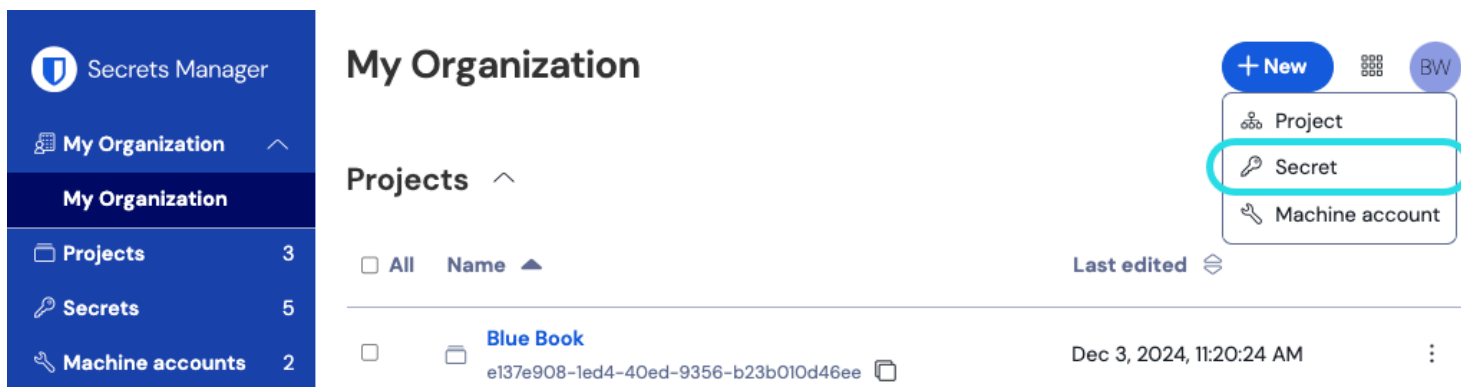 Secrets Manager
My Organization
My Organization
Projects 3
Secrets 5
Machine accounts 2
My Organization
+ New
BW
Project
Secret
Machine account
Projects
All Name Last edited
Blue Book
e137e908-1ed4-40ed-9356-b23b010d46ee
Dec 3, 2024, 11:20:24 AM